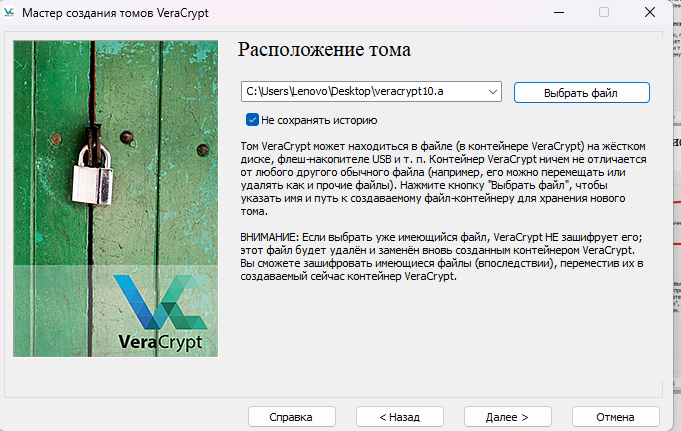 Мастер создания томов VeraCrypt
Расположение тома
C:\Users\Lenovo\Desktop\veracrypt10.a
Выбрать файл
Не сохранять историю
Том VeraCrypt может находиться в файле (в контейнере VeraCrypt) на жёстком
диске, флеш-накопителе USB и т. п. Контейнер VeraCrypt ничем не отличается
от любого другого обычного файла (например, его можно перемещать или
удалять как и прочие файлы). Нажмите кнопку "Выбрать файл", чтобы
указать имя и путь к создаваемому файл-контейнеру для хранения нового
тома.
ВНИМАНИЕ: Если выбрать уже имеющийся файл, VeraCrypt НЕ зашифрует его;
этот файл будет удалён и заменён вновь созданным контейнером VeraCrypt.
Вы сможете зашифровать имеющиеся файлы (впоследствии), переместив их в
создаваемый сейчас контейнер VeraCrypt.
VeraCrypt
Справка
< Назад
Далее >
Отмена